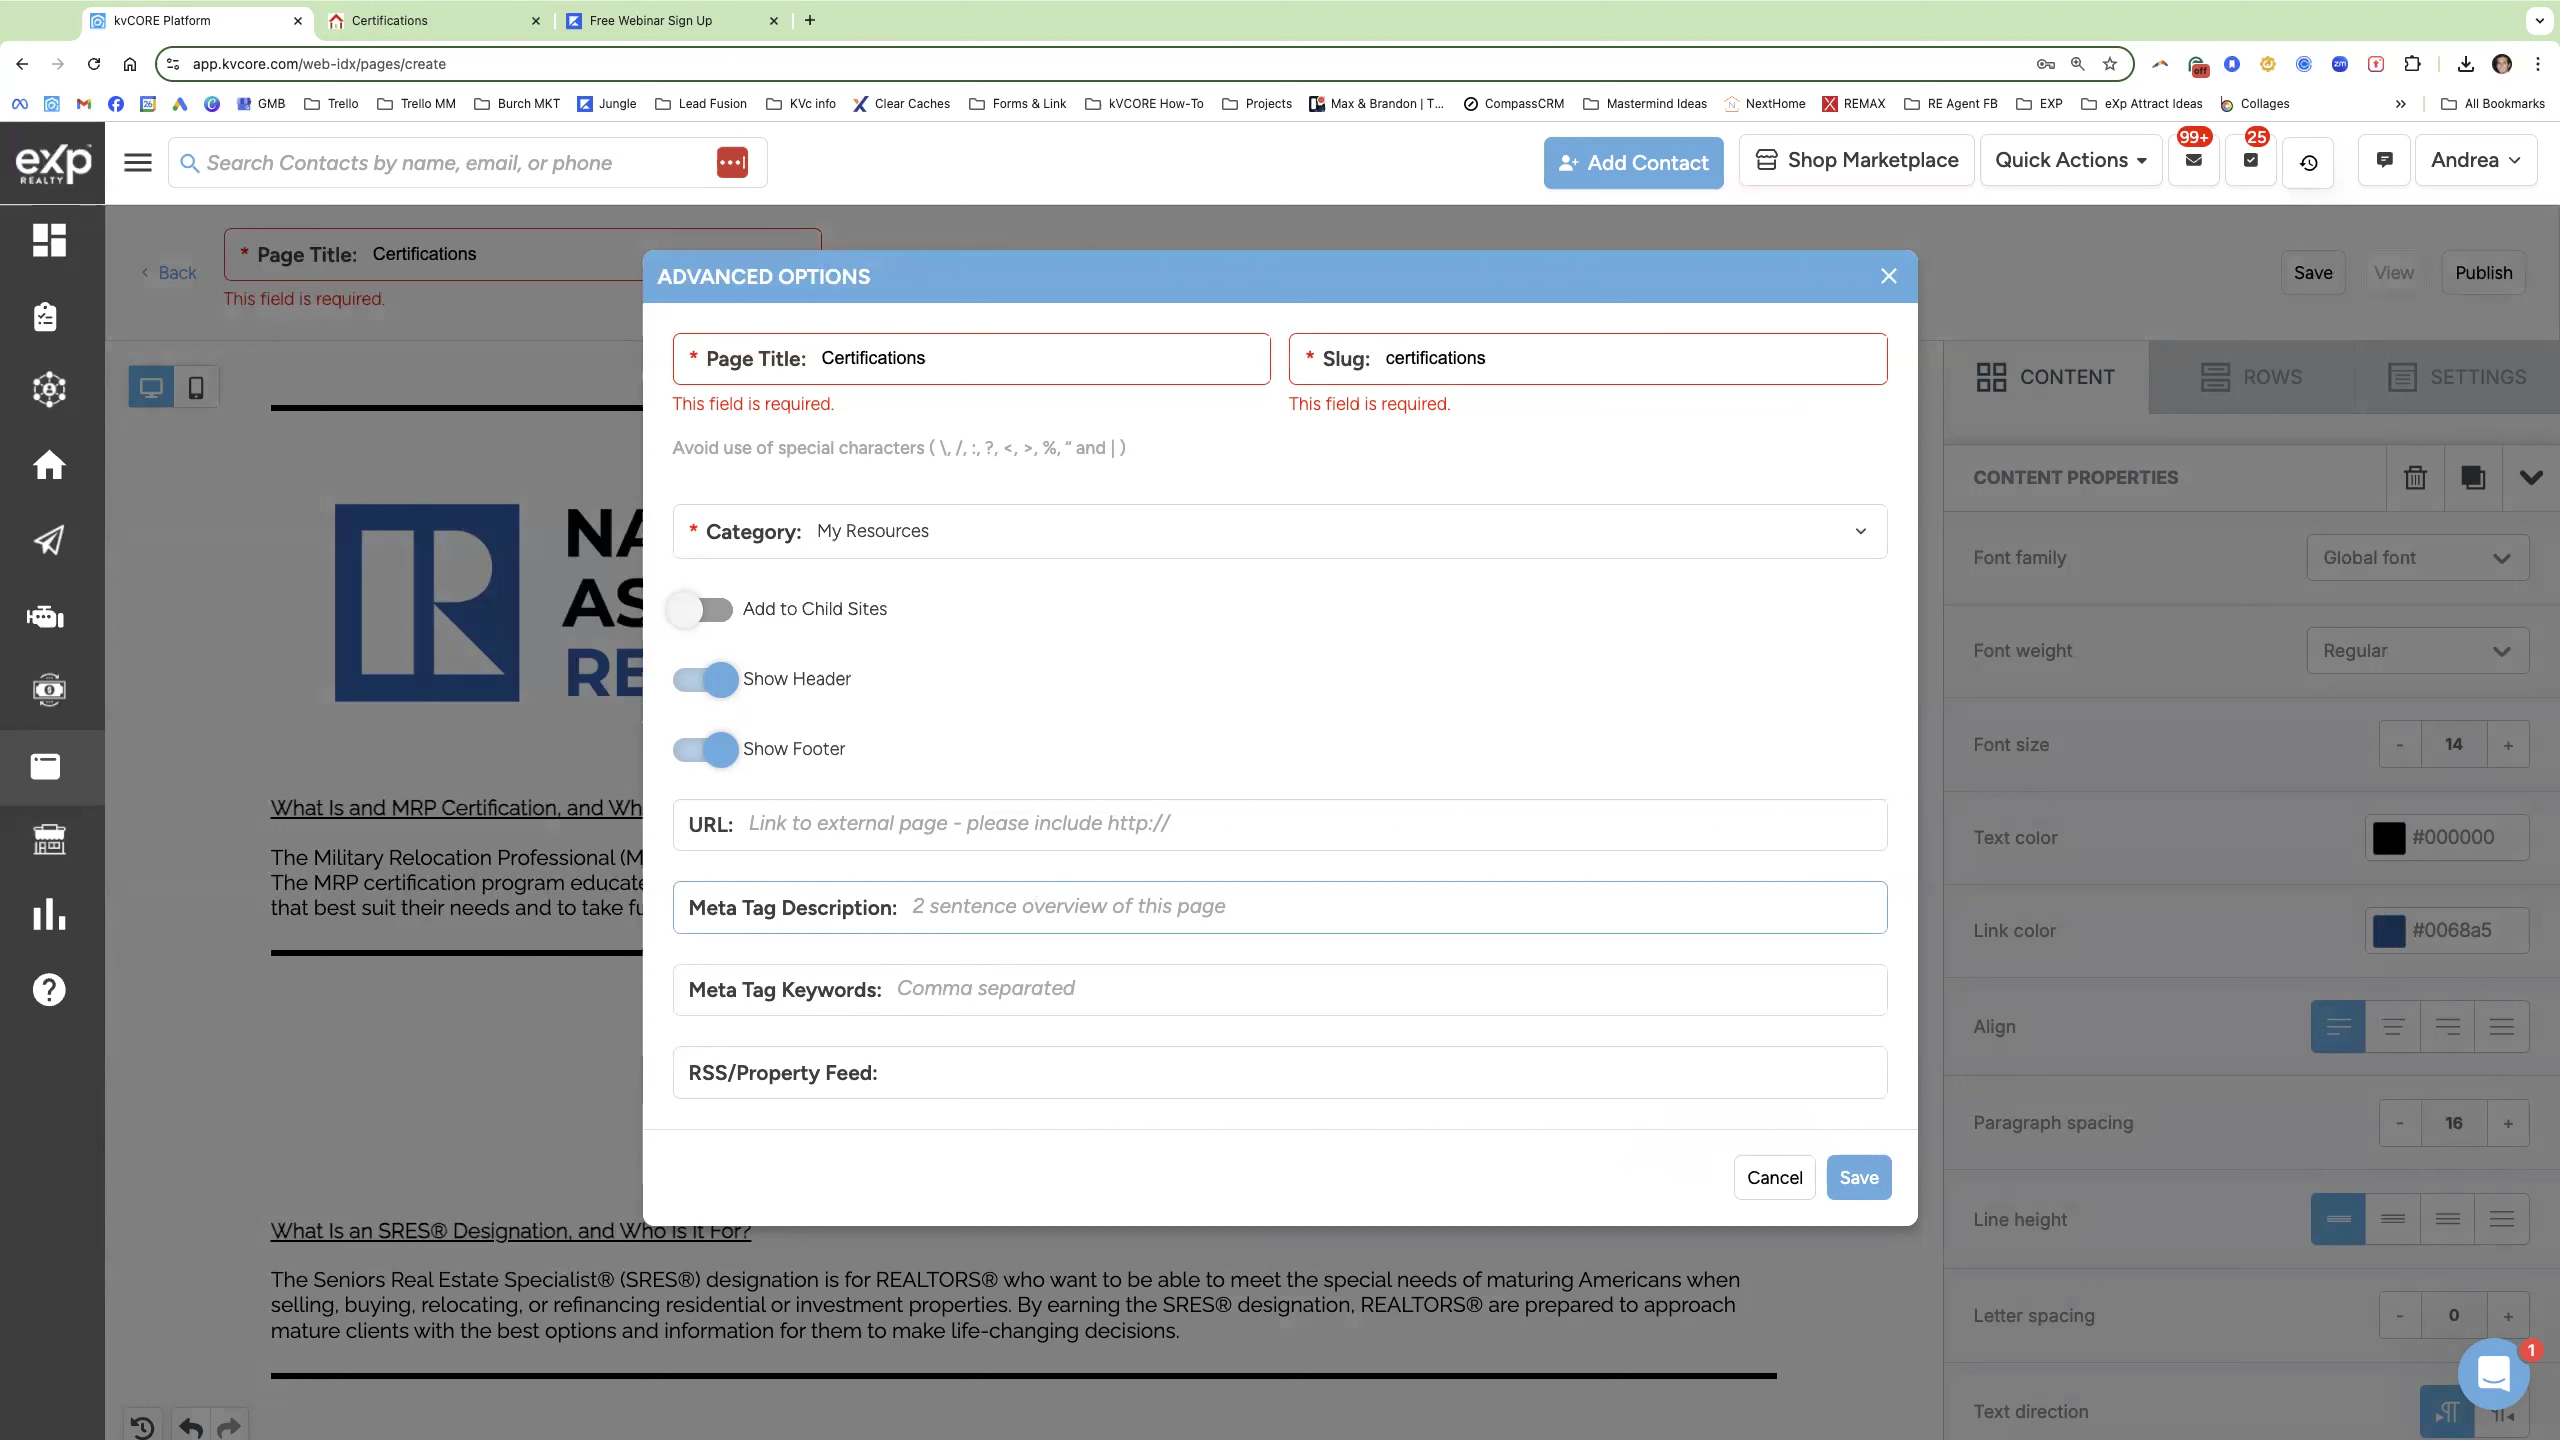 kvCORE Platform
Certifications
Free Webinar Sign Up
app.kvcore.com/web-idx/pages/create
off
zm
26
GMB
Trello
Trello MM
Burch MKT
Jungle
Lead Fusion
KVc info
Clear Caches
Forms & Link
kVCORE How-To
Projects
Max & Brandon | T...
CompassCRM
Mastermind Ideas
NextHome
REMAX
RE Agent FB
EXP
eXp Attract Ideas
Collages
All Bookmarks
eXp
REALTY
Search Contacts by name, email, or phone
Add Contact
Shop Marketplace
Quick Actions
99+
25
Andrea
Back
* Page Title: Certifications
This field is required.
Save
View
Publish
ADVANCED OPTIONS
* Page Title: Certifications
* Slug: certifications
This field is required.
This field is required.
Avoid use of special characters ( \, /, :, ?, <, >, %, “ and | )
* Category: My Resources
Add to Child Sites
Show Header
Show Footer
URL: Link to external page - please include http://
Meta Tag Description: 2 sentence overview of this page
Meta Tag Keywords: Comma separated
RSS/Property Feed:
Cancel
Save
NA
AS
RE
What Is and MRP Certification, and Wh
The Military Relocation Professional (M
The MRP certification program educate
that best suit their needs and to take fu
What Is an SRES® Designation, and Who Is It For?
The Seniors Real Estate Specialist® (SRES®) designation is for REALTORS® who want to be able to meet the special needs of maturing Americans when
selling, buying, relocating, or refinancing residential or investment properties. By earning the SRES® designation, REALTORS® are prepared to approach
mature clients with the best options and information for them to make life-changing decisions.
CONTENT
ROWS
SETTINGS
CONTENT PROPERTIES
Font family
Global font
Font weight
Regular
Font size
- 14 +
Text color
#000000
Link color
#0068a5
Align
Paragraph spacing
- 16 +
Line height
Letter spacing
- 0 +
1
Text direction